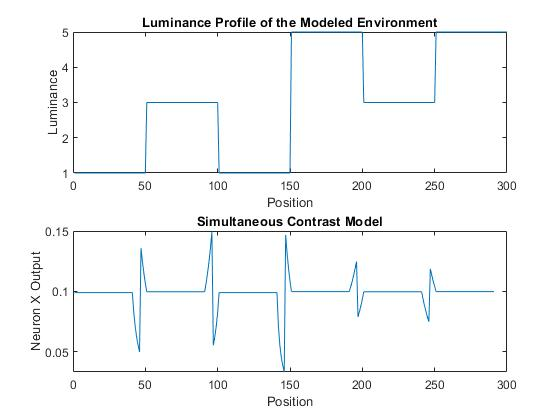 Luminance Profile of the Modeled Environment
5
4
3
2
1
Luminance
0 50 100 150 200 250 300
Position
Simultaneous Contrast Model
0.15
0.1
0.05
Neuron X Output
0 50 100 150 200 250 300
Position